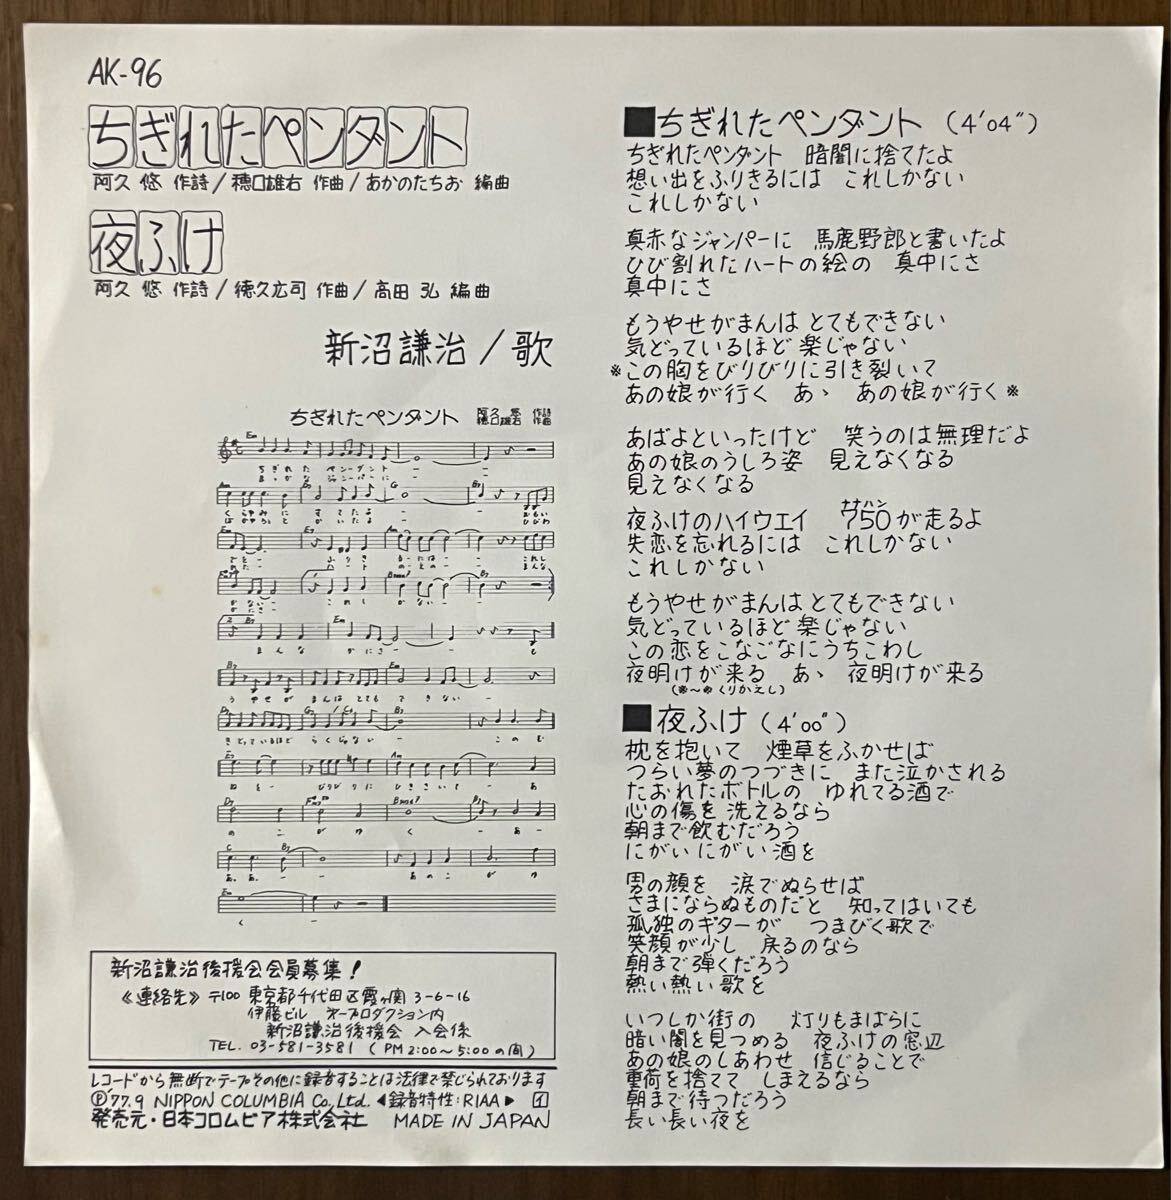 AK-96
ちぎれたペンダント
阿久 悠 作詩/穂口雄右 作曲/あかのたちお 編曲
夜ふけ
阿久 悠 作詩/徳久広司 作曲/高田 弘 編曲
新沼謙治/歌
ちぎれたペンダント 阿久 悠 作詩
穂口雄右 作曲
新沼謙治後援会会員募集!
《連絡先》〒100 東京都千代田区霞ヶ関 3-6-16
伊藤ビル 才一プロダクション内
新沼謙治後援会 入会係
TEL. 03-581-3581 (PM 2:00〜5:00の間)
レコードから無断でテープその他に録音することは法律で禁じられております
Ⓟ77.9 NIPPON COLUMBIA Co., Ltd. ◀録音特性:RIAA▶ イ
発売元・日本コロムビア株式会社 MADE IN JAPAN
■ちぎれたペンダント (4'04")
ちぎれたペンダント 暗闇に捨てたよ
想い出をふりきるには これしかない
これしかない
真赤なジャンパーに 馬鹿野郎と書いたよ
ひび割れたハートの絵の 真中にさ
真中にさ
もうやせがまんは とてもできない
気どっているほど 楽じゃない
※この胸をびりびりに引き裂いて
あの娘が行く あゝ あの娘が行く※
あばよといったけど 笑うのは無理だよ
あの娘のうしろ姿 見えなくなる
見えなくなる
ナナハン
夜ふけのハイウエイ 750が走るよ
失恋を忘れるには これしかない
これしかない
もうやせがまんは とてもできない
気どっているほど 楽じゃない
この恋をこなごなにうちこわし
夜明けが来る あゝ 夜明けが来る
(※〜※くりかえし)
■夜ふけ (4'00")
枕を抱いて 煙草をふかせば
つらい夢のつづきに また泣かされる
たおれたボトルの ゆれてる酒で
心の傷を 洗えるなら
朝まで飲むだろう
にがい にがい 酒を
男の顔を 涙でぬらせば
さまにならぬものだと 知ってはいても
孤独のギターが つまびく歌で
笑顔が少し 戻るのなら
朝まで弾くだろう
熱い 熱い 歌を
いつしか街の 灯りもまばらに
暗い闇を見つめる 夜ふけの窓辺
あの娘のしあわせ 信じることで
重荷を捨てて しまえるなら
朝まで待つだろう
長い 長い 夜を